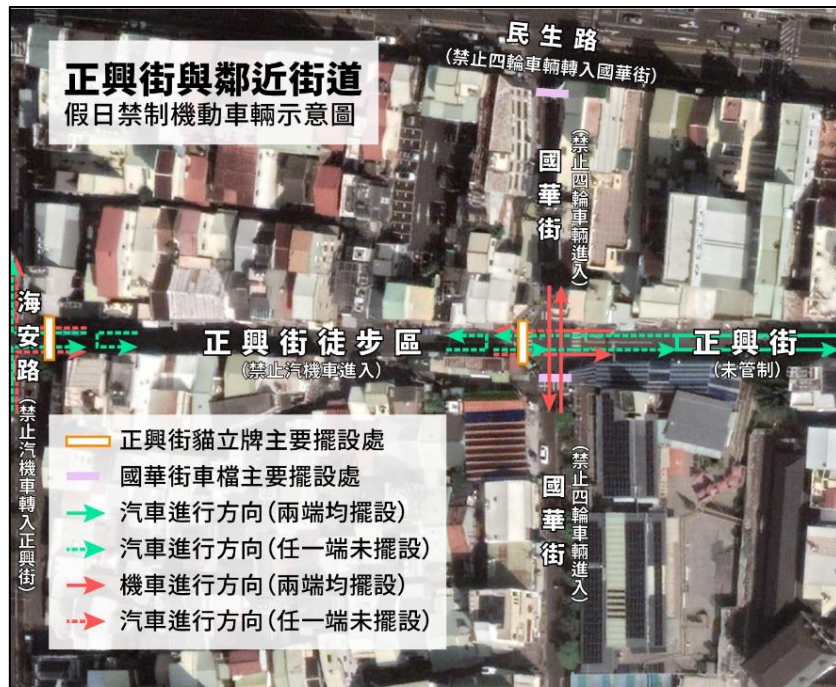 民生路
(禁止四輪車輛轉入國華街)
正興街與鄰近街道
假日禁制機動車輛示意圖
國華街
(禁止四輪車輛進入)
海安路
(禁止汽機車轉入正興街)
正興街徒步區
(禁止汽機車進入)
正興街
(未管制)
國華街
(禁止四輪車輛進入)
正興街貓立牌主要擺設處
國華街車檔主要擺設處
汽車進行方向(兩端均擺設)
汽車進行方向(任一端未擺設)
機車進行方向(兩端均擺設)
汽車進行方向(任一端未擺設)